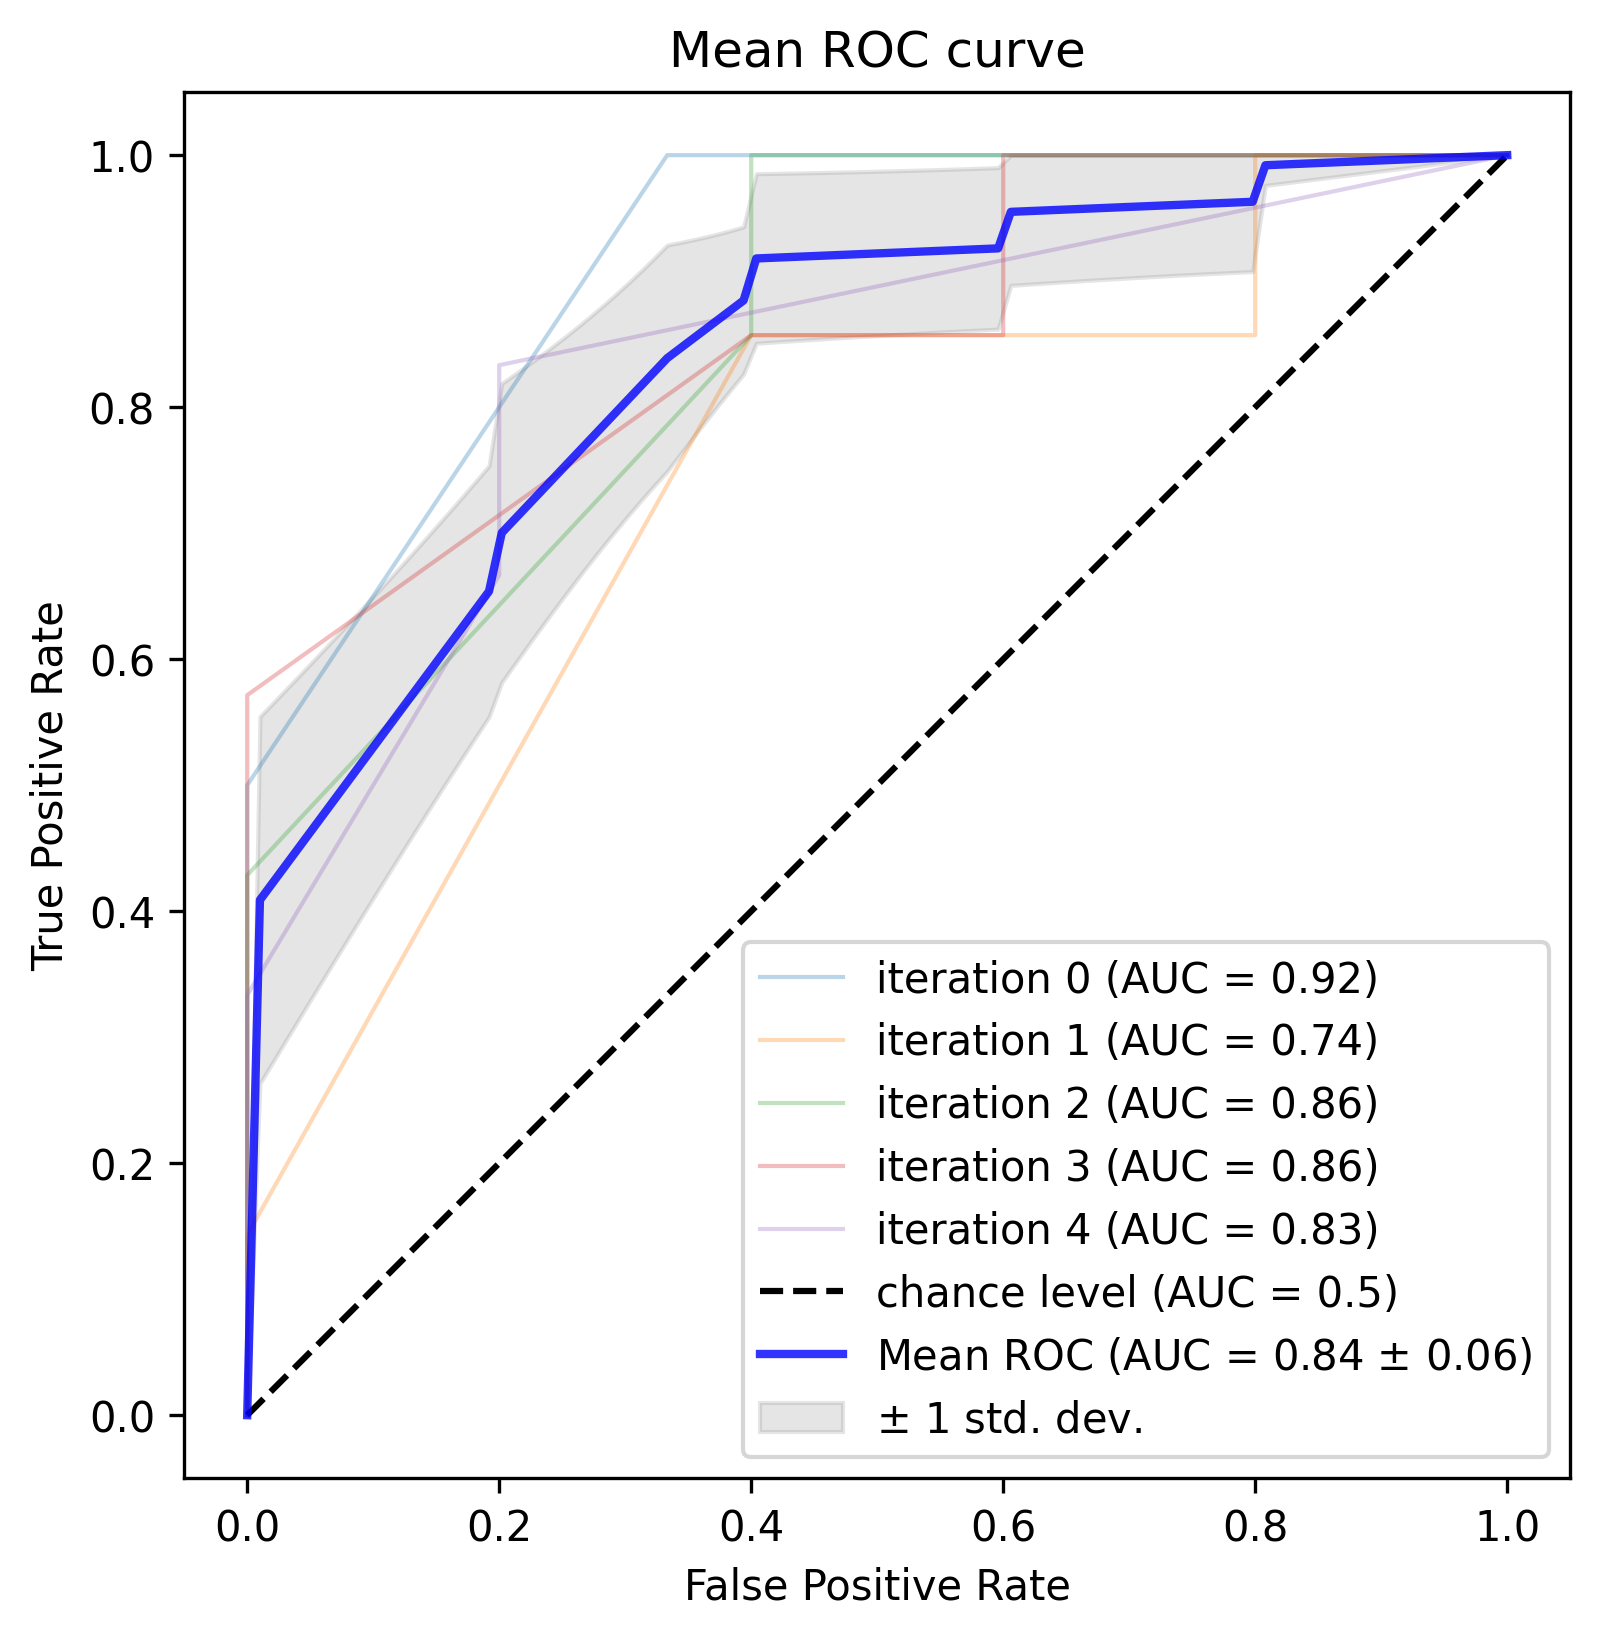 Mean ROC curve
True Positive Rate
1.0
0.8
0.6
0.4
0.2
0.0
iteration 0 (AUC = 0.92)
iteration 1 (AUC = 0.74)
iteration 2 (AUC = 0.86)
iteration 3 (AUC = 0.86)
iteration 4 (AUC = 0.83)
chance level (AUC = 0.5)
Mean ROC (AUC = 0.84 ± 0.06)
± 1 std. dev.
0.0 0.2 0.4 0.6 0.8 1.0
False Positive Rate